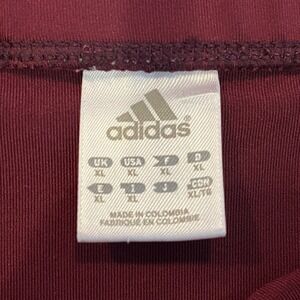 adidas
UK USA F D
XL XL XL XL
E I J CDN
XL XL XL XL/TG
MADE IN COLOMBIA
FABRIQUÉ EN COLOMBIE